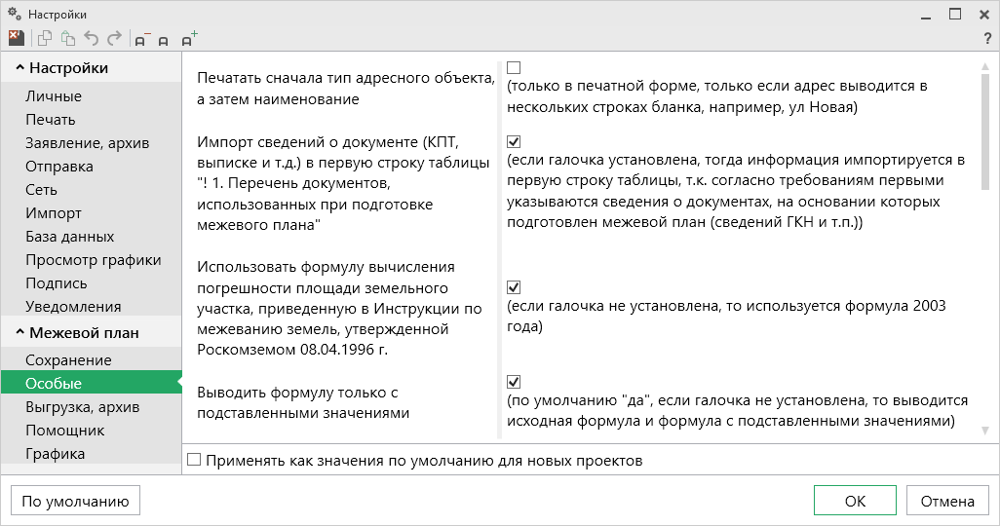 Настройки
?
Настройки
Личные
Печать
Заявление, архив
Отправка
Сеть
Импорт
База данных
Просмотр графики
Подпись
Уведомления
Межевой план
Сохранение
Особые
Выгрузка, архив
Помощник
Графика
Печатать сначала тип адресного объекта,
а затем наименование
(только в печатной форме, только если адрес выводится в
нескольких строках бланка, например, ул Новая)
Импорт сведений о документе (КПТ,
выписке и т.д.) в первую строку таблицы
"! 1. Перечень документов,
использованных при подготовке
межевого плана"
(если галочка установлена, тогда информация импортируется в
первую строку таблицы, т.к. согласно требованиям первыми
указываются сведения о документах, на основании которых
подготовлен межевой план (сведений ГКН и т.п.))
Использовать формулу вычисления
погрешности площади земельного
участка, приведенную в Инструкции по
межеванию земель, утвержденной
Роскомземом 08.04.1996 г.
(если галочка не установлена, то используется формула 2003
года)
Выводить формулу только с
подставленными значениями
(по умолчанию "да", если галочка не установлена, то выводится
исходная формула и формула с подставленными значениями)
Применять как значения по умолчанию для новых проектов
По умолчанию
ОК
Отмена